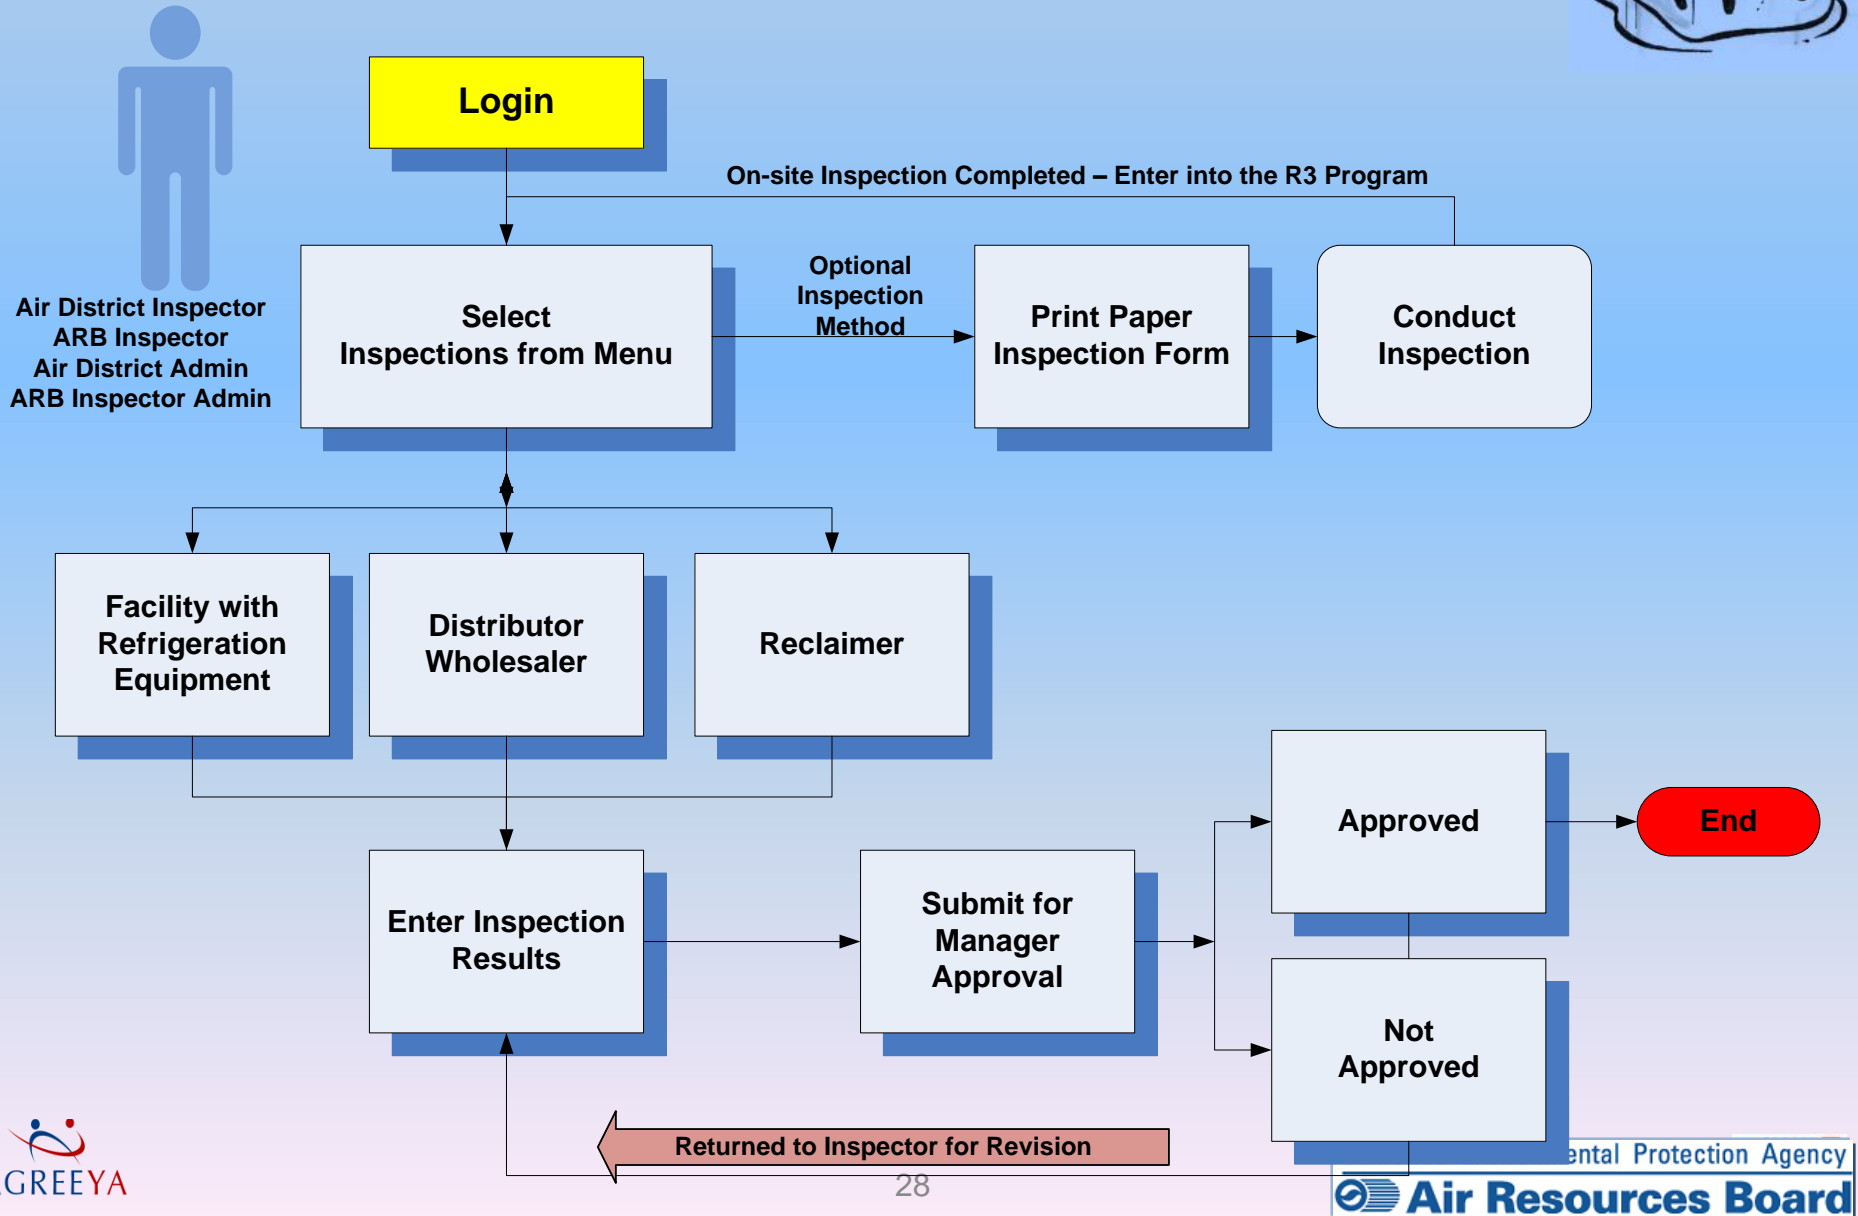 Login
On-site Inspection Completed – Enter into the R3 Program
Air District Inspector
ARB Inspector
Air District Admin
ARB Inspector Admin
Select
Inspections from Menu
Optional
Inspection
Method
Print Paper
Inspection Form
Conduct
Inspection
Facility with
Refrigeration
Equipment
Distributor
Wholesaler
Reclaimer
Approved
End
Enter Inspection
Results
Submit for
Manager
Approval
Not
Approved
Returned to Inspector for Revision
28
GREEYA
ental Protection Agency
Air Resources Board